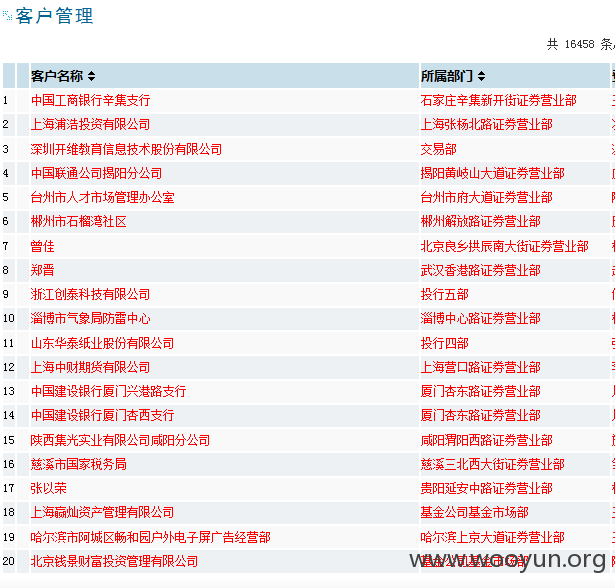 客户管理
共 16458 条
客户名称 所属部门
1 中国工商银行辛集支行 石家庄辛集新开街证券营业部
2 上海浦浩投资有限公司 上海张杨北路证券营业部
3 深圳开维教育信息技术股份有限公司 交易部
4 中国联通公司揭阳分公司 揭阳黄岐山大道证券营业部
5 台州市人才市场管理办公室 台州市府大道证券营业部
6 郴州市石榴湾社区 郴州解放路证券营业部
7 曾佳 北京良乡拱辰南大街证券营业部
8 郑晋 武汉香港路证券营业部
9 浙江创泰科技有限公司 投行五部
10 淄博市气象局防雷中心 淄博中心路证券营业部
11 山东华泰纸业股份有限公司 投行四部
12 上海中财期货有限公司 上海营口路证券营业部
13 中国建设银行厦门兴港路支行 厦门杏东路证券营业部
14 中国建设银行厦门杏西支行 厦门杏东路证券营业部
15 陕西集光实业有限公司咸阳分公司 咸阳渭阳西路证券营业部
16 慈溪市国家税务局 慈溪三北西大街证券营业部
17 张以荣 贵阳延安中路证券营业部
18 上海赢灿资产管理有限公司 基金公司基金市场部
19 哈尔滨市阿城区畅和园户外电子屏广告经营部 哈尔滨上京大道证券营业部
20 北京钱景财富投资管理有限公司 基金公司基金市场部
www.wooyun.org